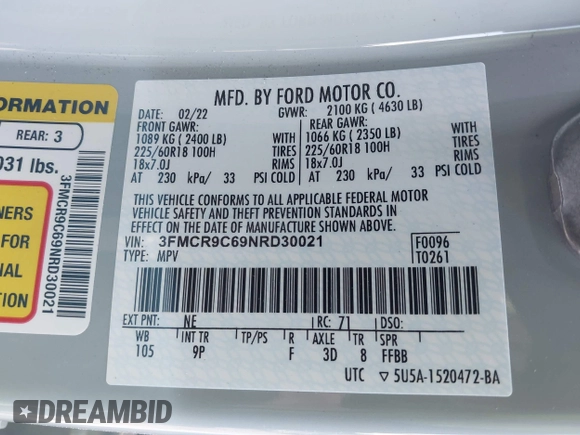 ORMATION
REAR: 3
931 lbs.
NERS
FOR
NAL
TION
3FMCR9C69NRD30021
MFD. BY FORD MOTOR CO.
DATE: 02/22 GVWR: 2100 KG ( 4630 LB)
FRONT GAWR: REAR GAWR:
1089 KG ( 2400 LB) 1066 KG ( 2350 LB)
225/60R18 100H TIRES 225/60R18 100H TIRES
18x7.0J RIMS 18x7.0J RIMS
AT 230 kPa/ 33 PSI COLD AT 230 kPa/ 33 PSI COLD
THIS VEHICLE CONFORMS TO ALL APPLICABLE FEDERAL MOTOR
VEHICLE SAFETY AND THEFT PREVENTION STANDARDS IN
EFFECT ON THE DATE OF MANUFACTURE SHOWN ABOVE.
VIN: 3FMCR9C69NRD30021 F0096
TYPE: MPV T0261
EXT PNT: NE RC: 71 DSO:
WB INT TR TP/PS R AXLE TR SPR
105 9P F 3D 8 FFBB
UTC ▽ 5U5A-1520472-BA
DREAMBID